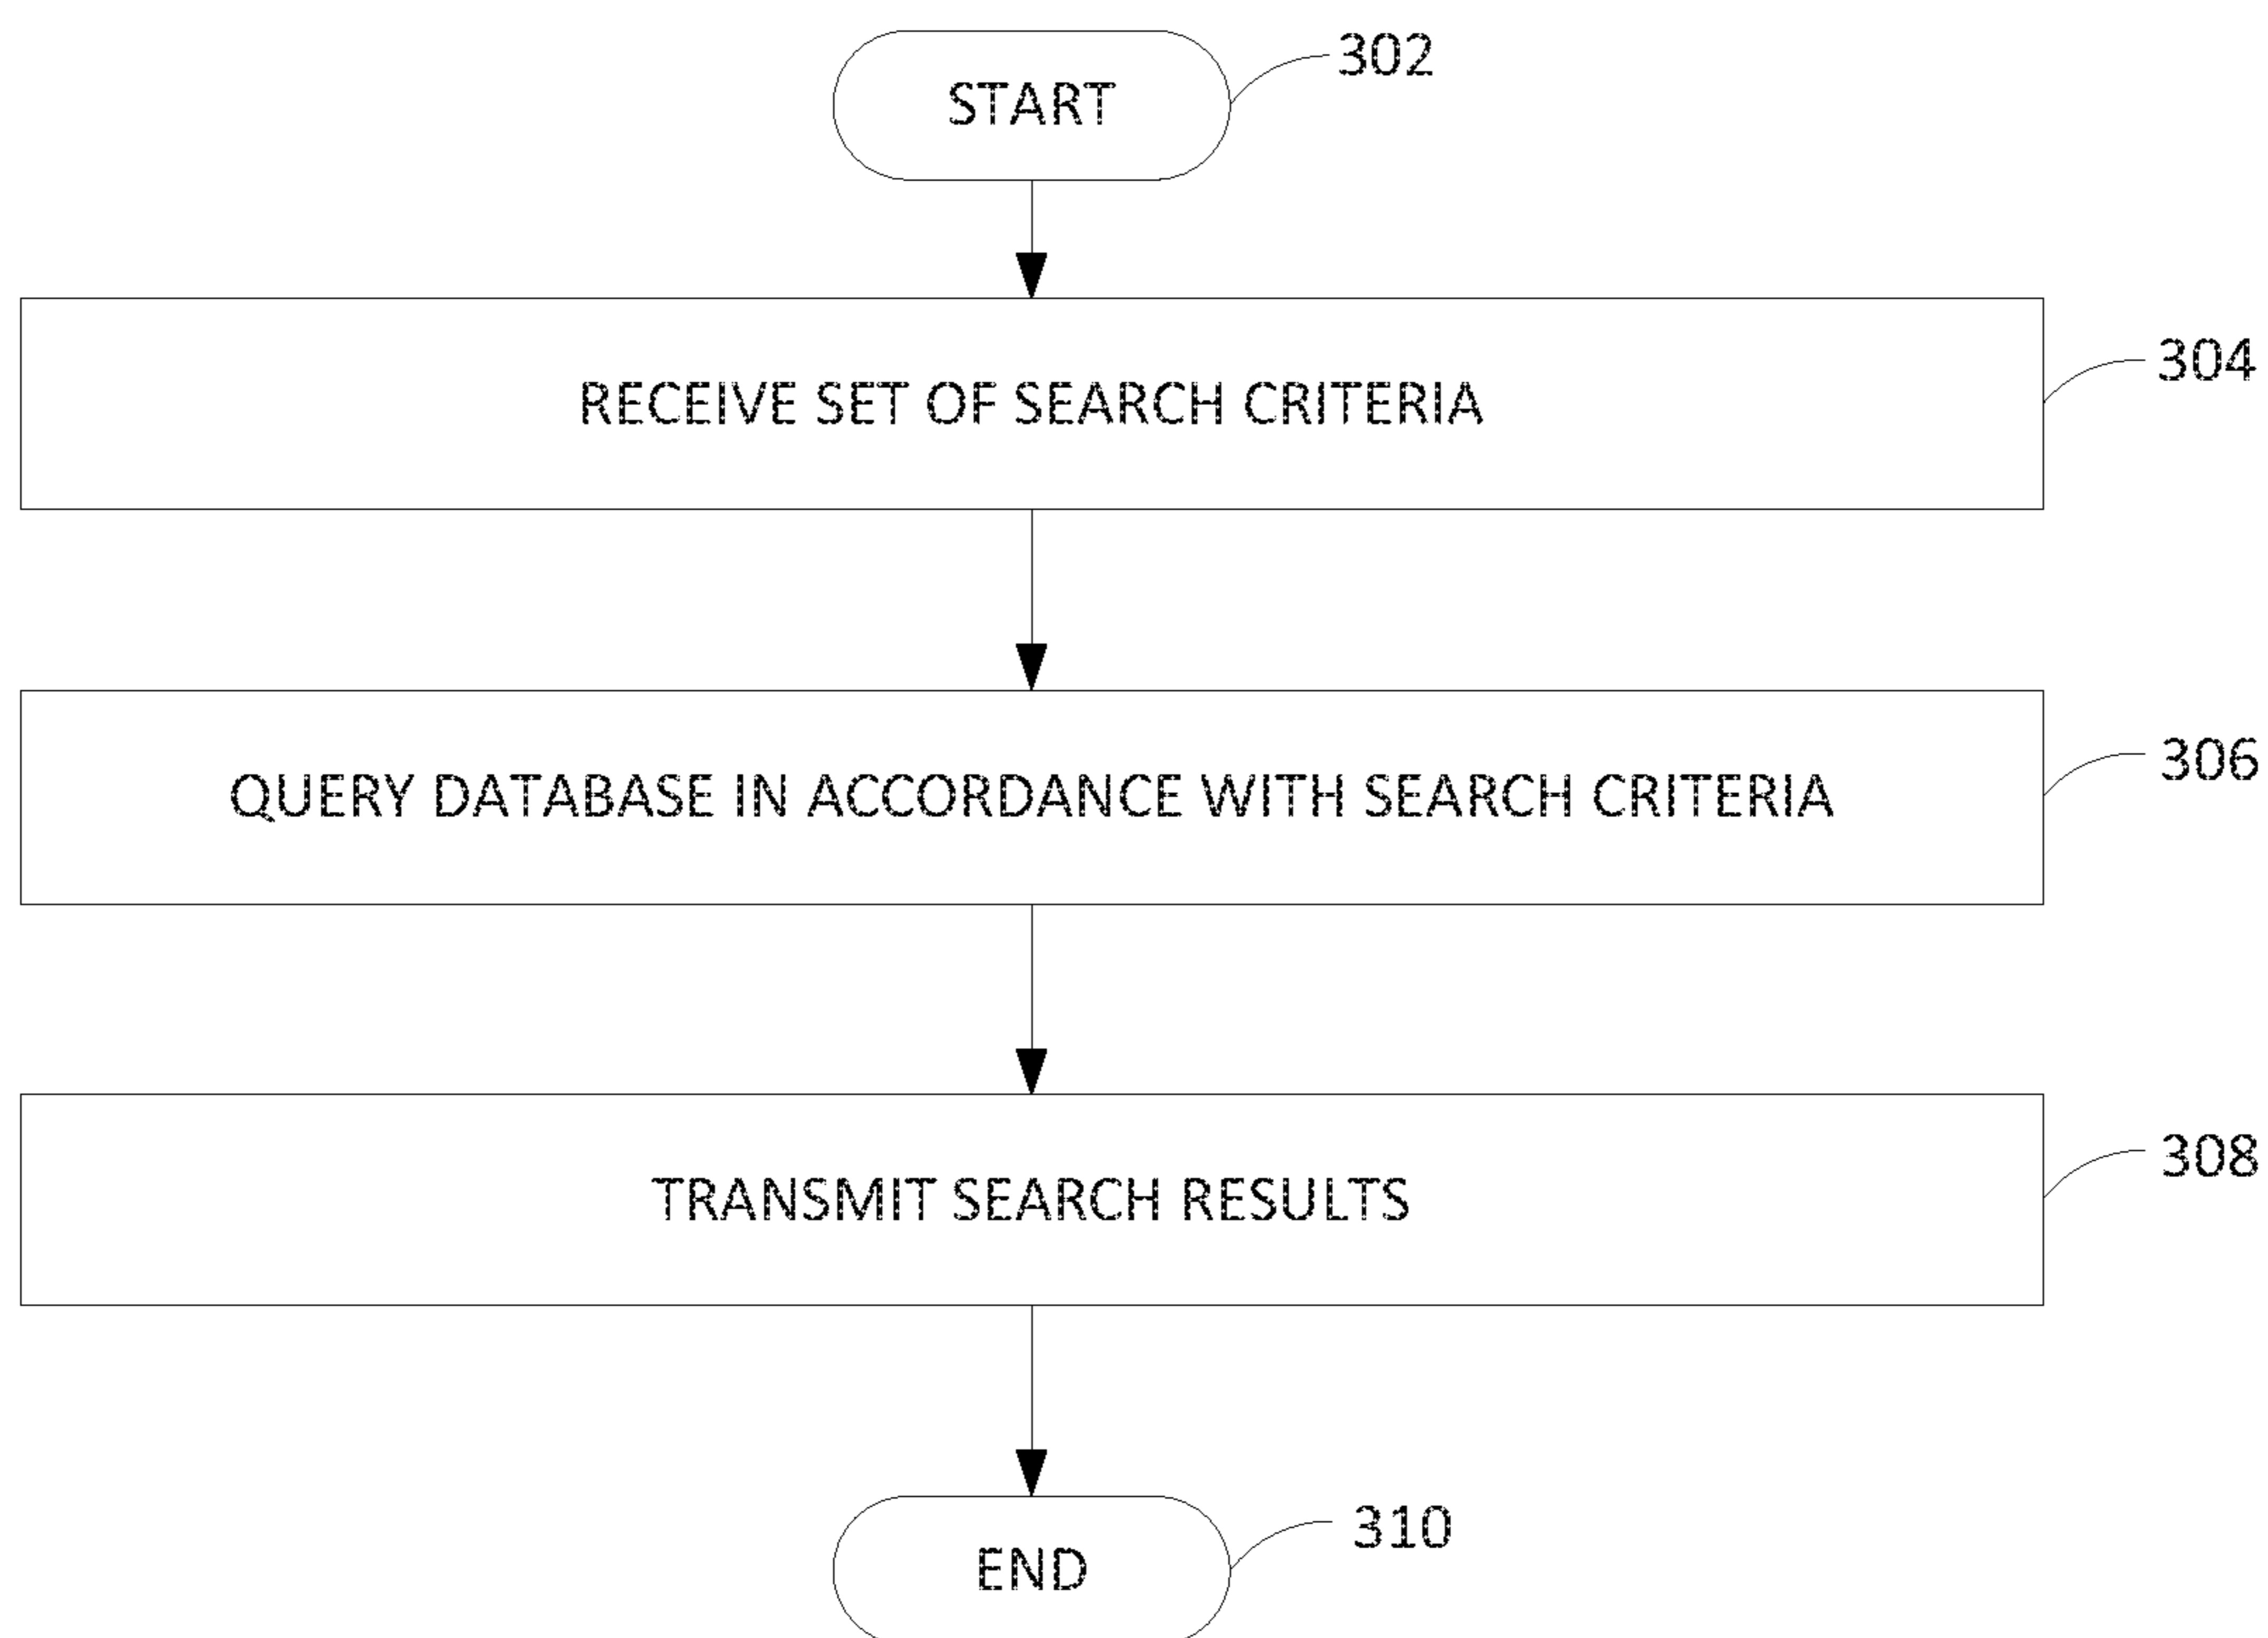 START
302
RECEIVE SET OF SEARCH CRITERIA
304
QUERY DATABASE IN ACCORDANCE WITH SEARCH CRITERIA
306
TRANSMIT SEARCH RESULTS
308
END
310